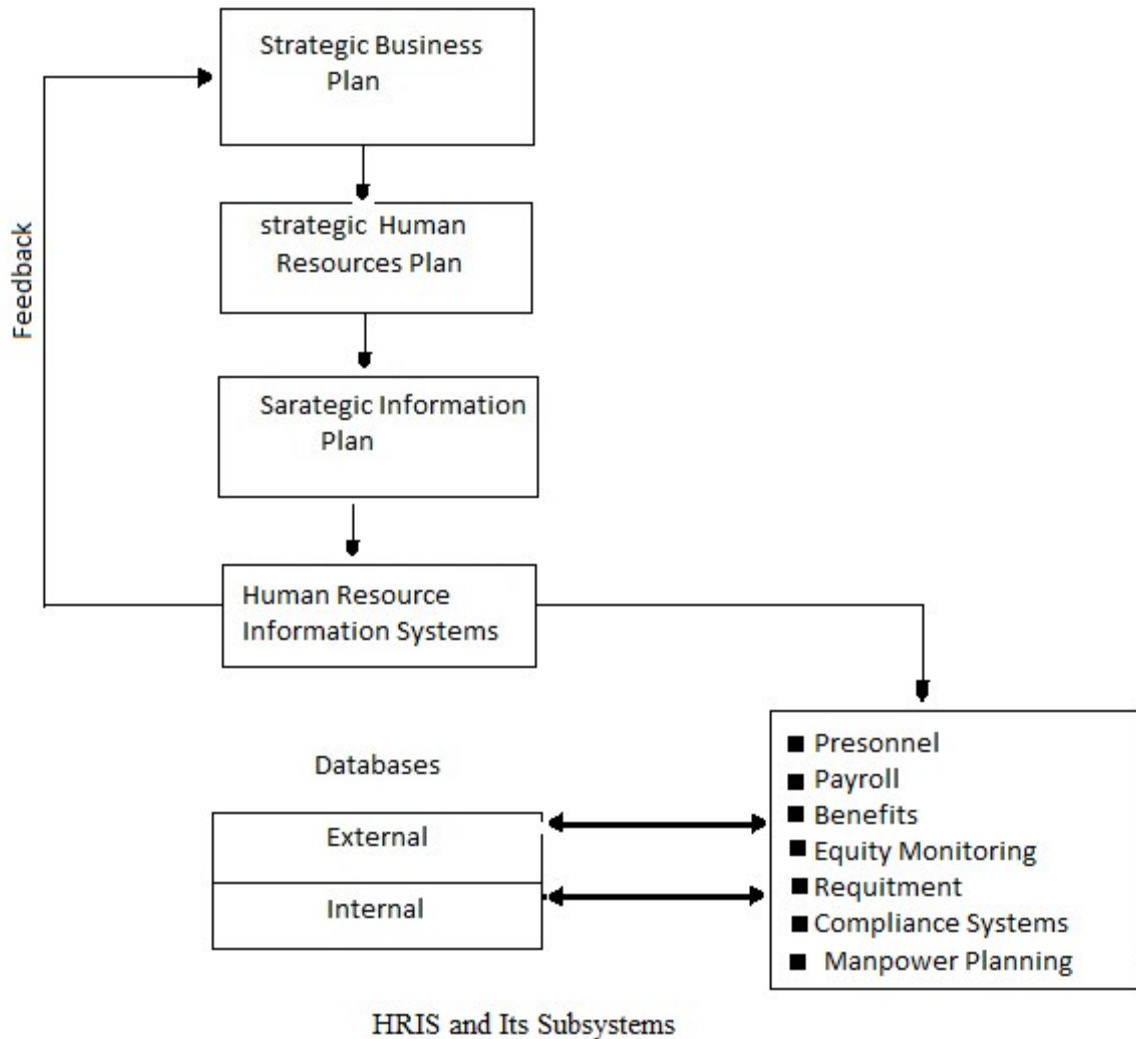 Strategic Business
Plan
strategic Human
Resources Plan
Feedback
Sarategic Information
Plan
Human Resource
Information Systems
Databases
External
Internal
Presonnel
Payroll
Benefits
Equity Monitoring
Requitment
Compliance Systems
Manpower Planning
HRIS and Its Subsystems